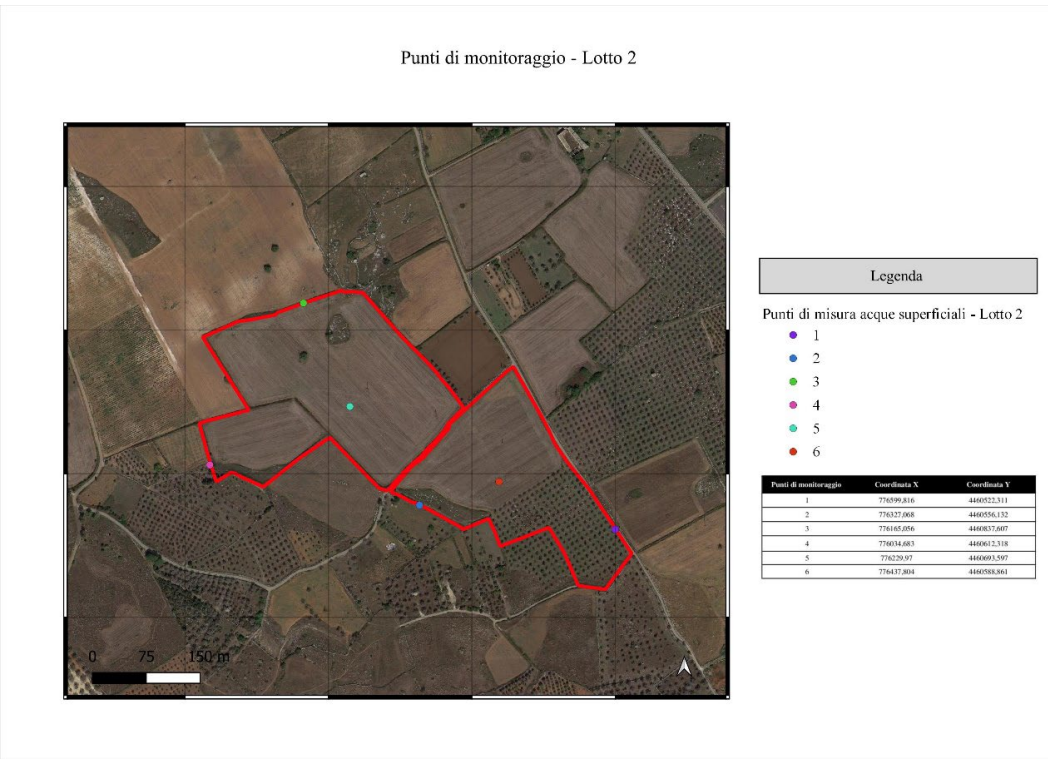 Punti di monitoraggio - Lotto 2
Legenda
Punti di misura acque superficiali - Lotto 2
1
2
3
4
5
6
Punti di monitoraggio Coordinata X Coordinata Y
1 776599,816 4460522,311
2 776327,068 4460556,132
3 776165,056 4460837,607
4 776034,683 4460612,318
5 776229,97 4460693,597
6 776437,804 4460588,861
0 75 150 m